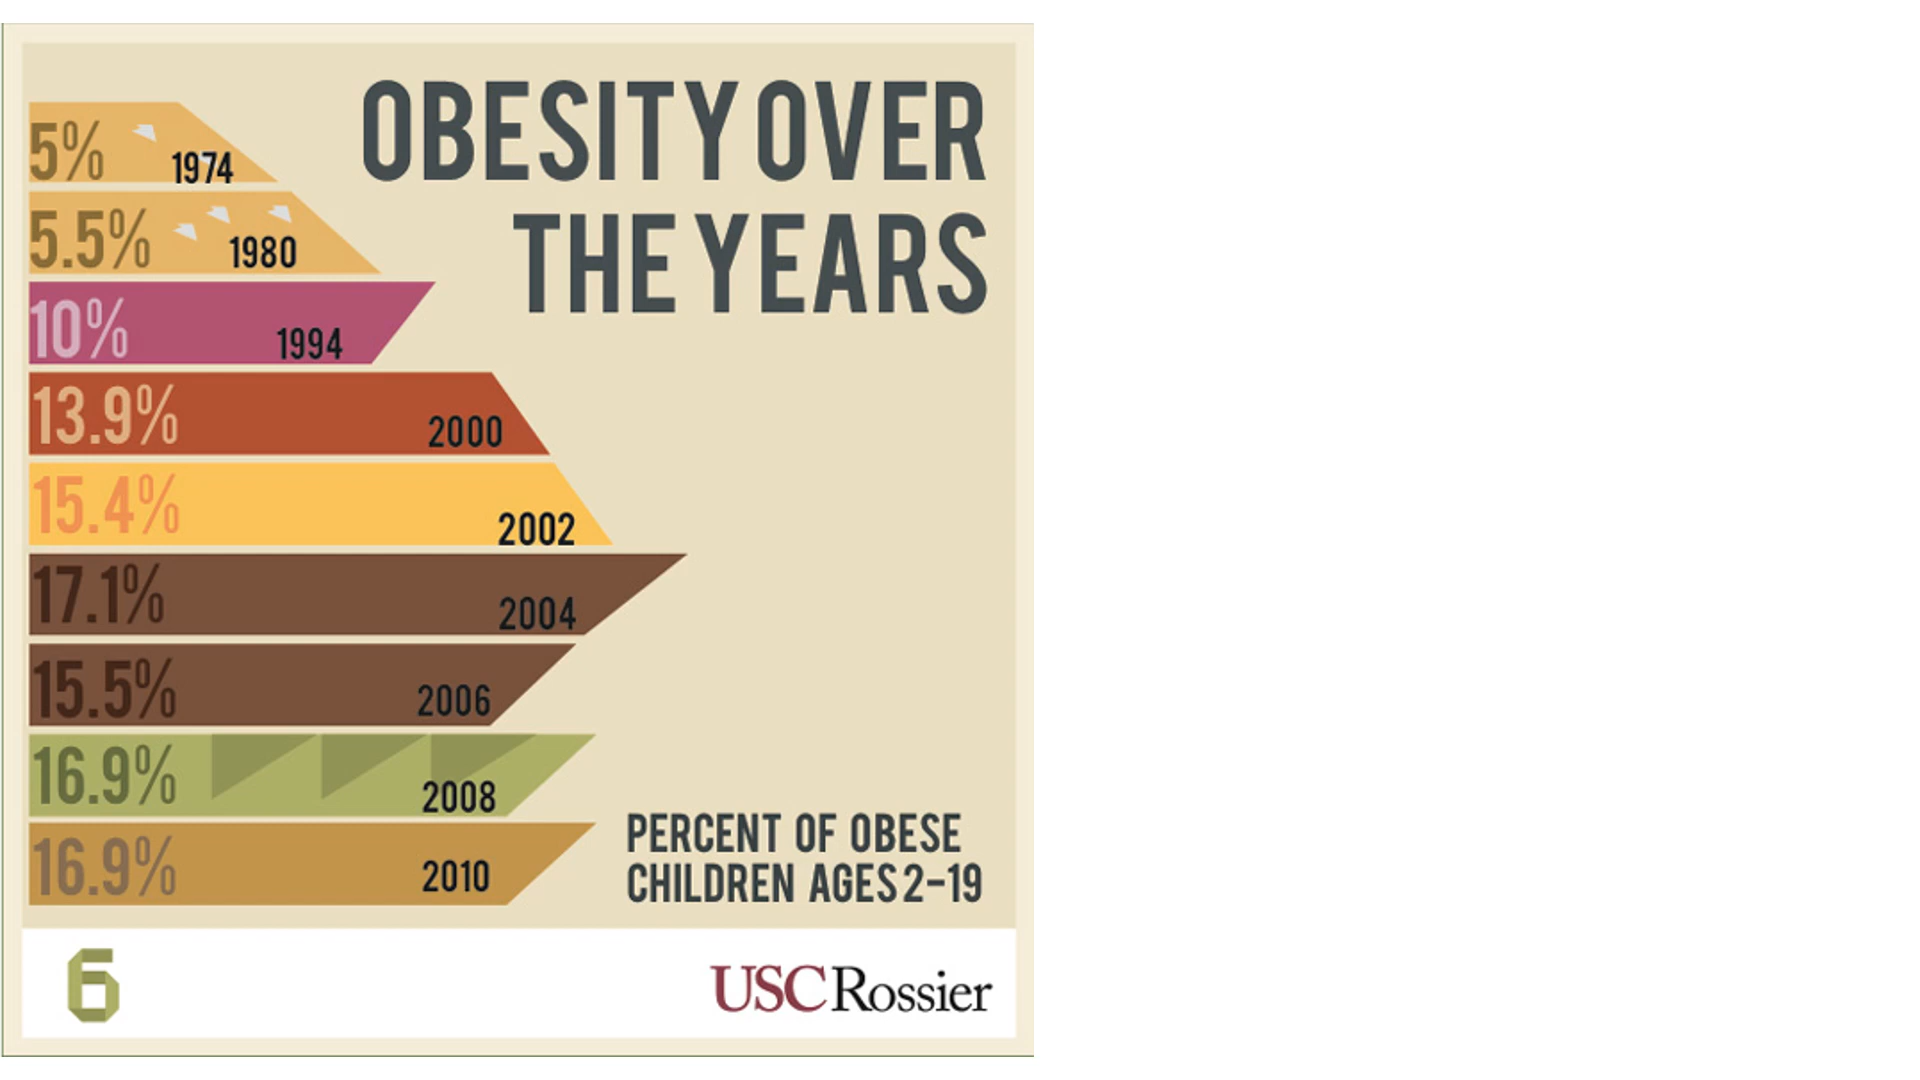 OBESITY OVER
THE YEARS
5% 1974
5.5% 1980
10% 1994
13.9% 2000
15.4% 2002
17.1% 2004
15.5% 2006
16.9% 2008
16.9% 2010
PERCENT OF OBESE
CHILDREN AGES 2-19
6
USC Rossier